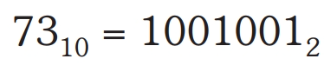 73₁₀ = 1001001₂